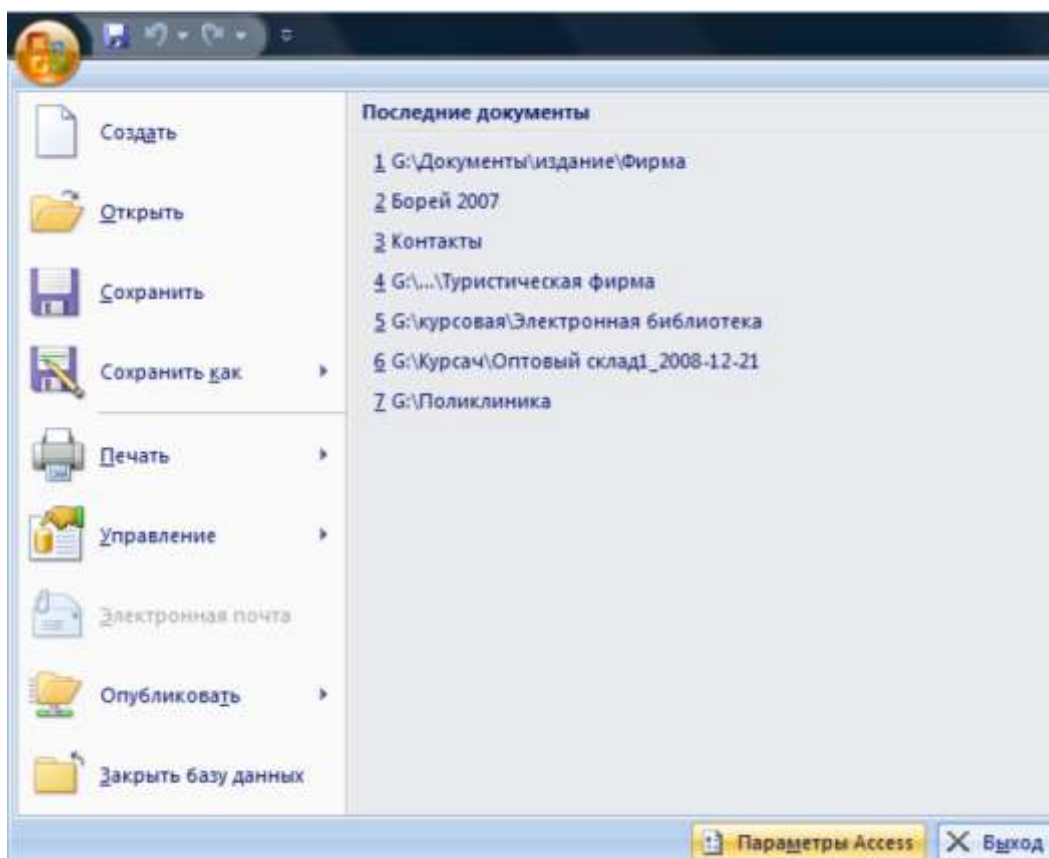 Создать
Открыть
Сохранить
Сохранить как
Печать
Управление
Электронная почта
Опубликовать
Закрыть базу данных
Последние документы
1 G:\Документы\издание\Фирма
2 Борей 2007
3 Контакты
4 G:\...\Туристическая фирма
5 G:\курсовая\Электронная библиотека
6 G:\Курсач\Оптовый склад1_2008-12-21
7 G:\Поликлиника
Параметры Access
Выход